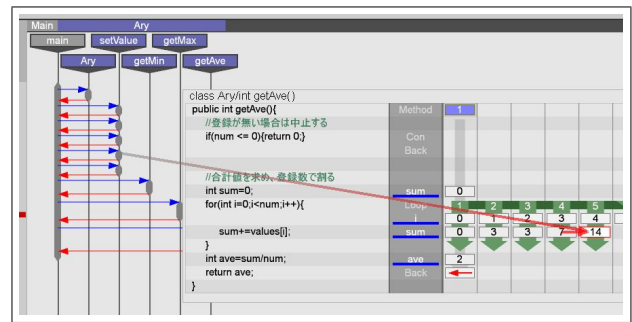 Main Ary
main setValue getMax
Ary getMin getAve
class Ary/int getAve()
public int getAve(){ Method 1
//登録が無い場合は中止する
if(num <= 0){return 0;} Con
Back
//合計値を求め、登録数で割る
int sum=0; sum 0
for(int i=0;i<num;i++){ Loop 1 2 3 4 5
i 0 1 2 3 4
sum+=values[i]; sum 0 3 3 7 14
}
int ave=sum/num; ave 2
return ave; Back
}